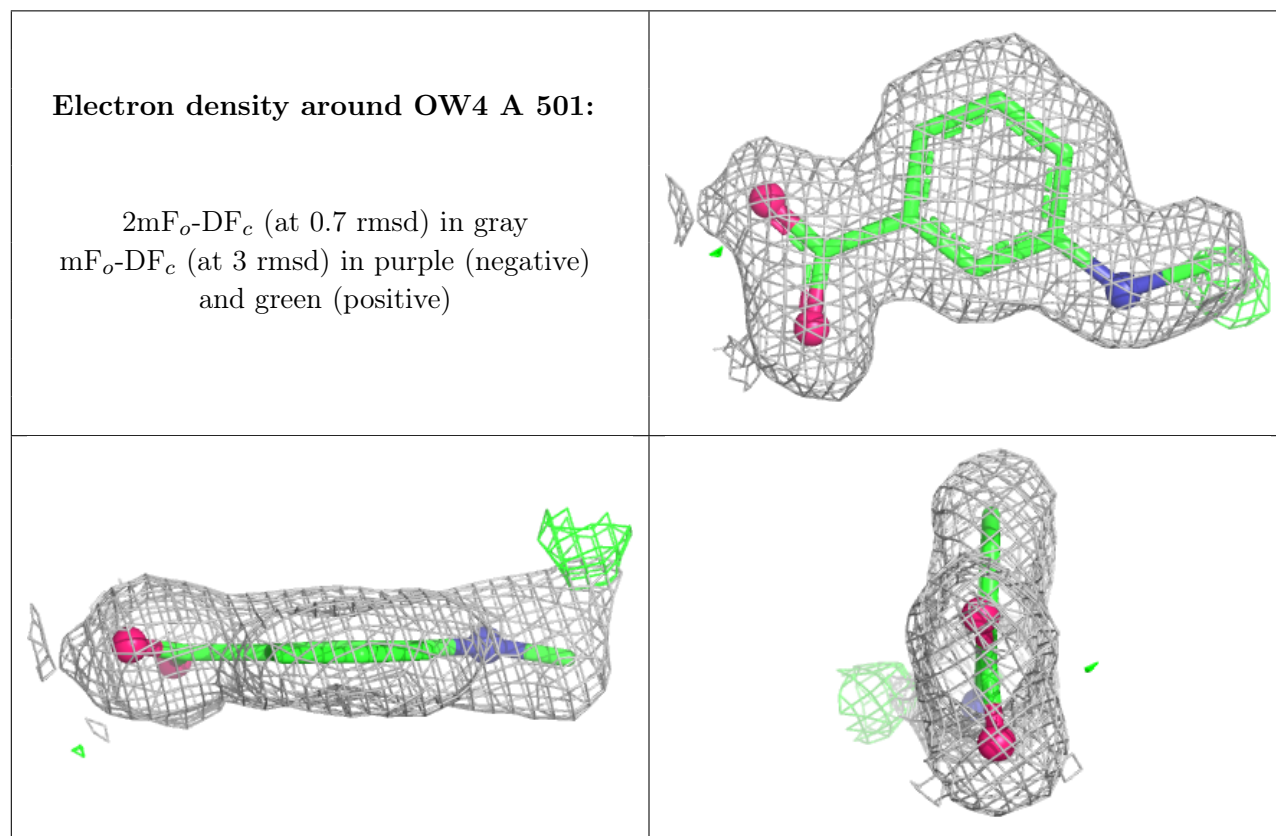 Electron density around OW4 A 501:
2mFₒ-DF𝒸 (at 0.7 rmsd) in gray
mFₒ-DF𝒸 (at 3 rmsd) in purple (negative)
and green (positive)